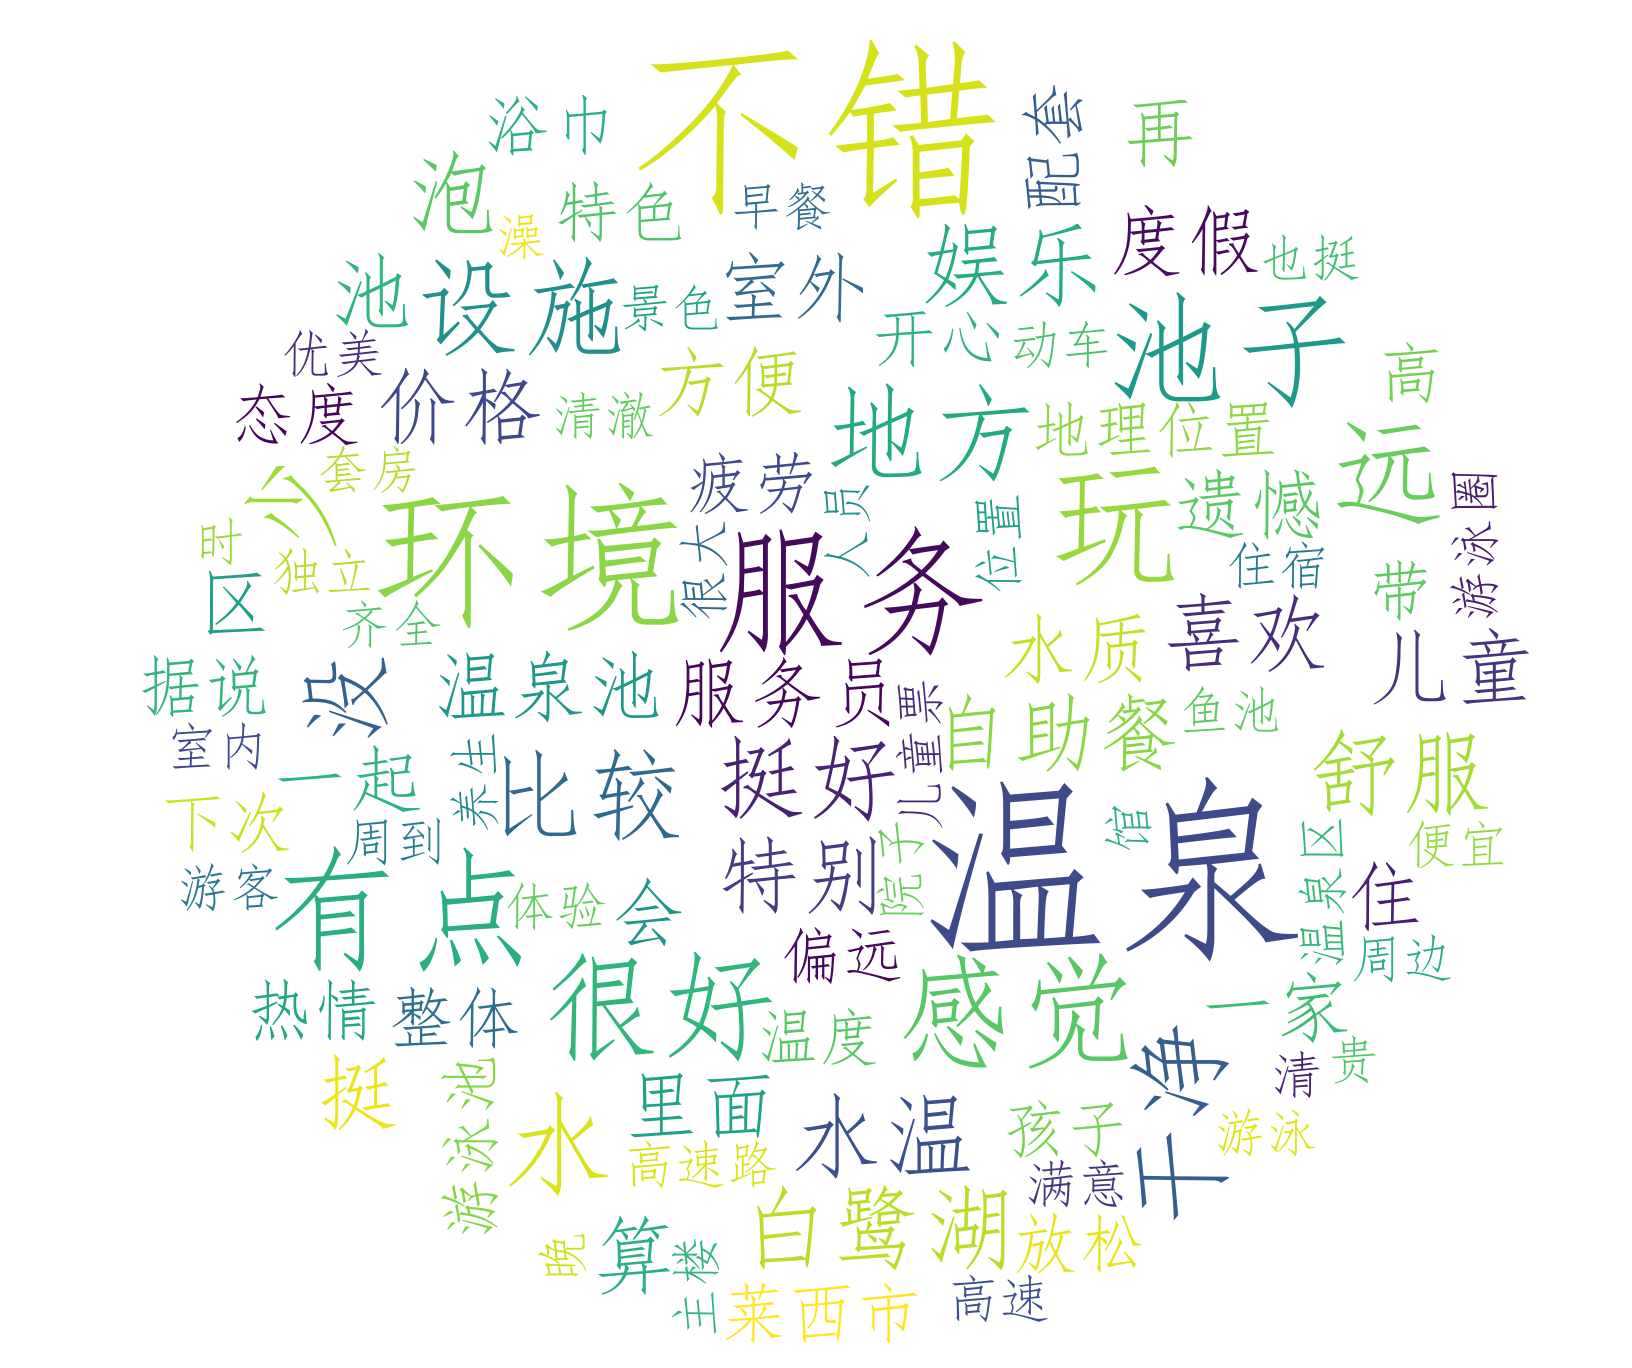 不错
浴巾
配套
再
泡
特色
早餐
澡
度假
娱乐
也挺
池
设施
景色
室外
开心
动车
池子
优美
方便
高
态度
价格
清澈
地方
地理位置
远
套房
疲劳
少
环境
人员
位置
玩
遗憾
游泳圈
时
独立
很大
服务
住宿
带
区
齐全
水质
喜欢
儿童
据说
没
温泉池
服务员
儿童票
自助餐
鱼池
室内
养生
一起
比较
挺好
舒服
下次
周到
温泉
馆
温泉区
便宜
游客
有点
体验
会
特别
院子
住
偏远
周边
热情
整体
很好
温度
感觉
一家
干净
清
贵
挺
游泳池
里面
水
水温
孩子
游泳
高速路
满意
白鹭湖
放松
晚
算
主楼
莱西市
高速